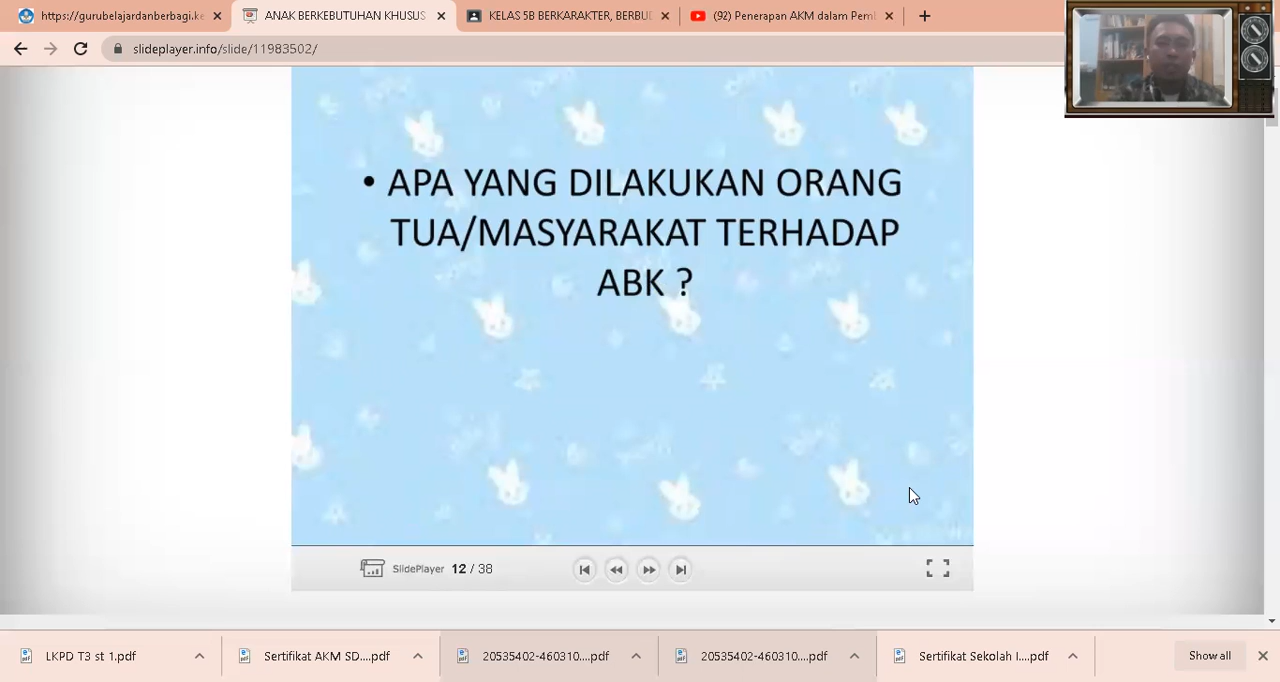 https://gurubelajardanberbagi.ke
ANAK BERKEBUTUHAN KHUSUS
KELAS 5B BERKARAKTER, BERBUD
(92) Penerapan AKM dalam Pemb
slideplayer.info/slide/11983502/
• APA YANG DILAKUKAN ORANG
TUA/MASYARAKAT TERHADAP
ABK ?
SlidePlayer 12 / 38
LKPD T3 st 1.pdf
Sertifikat AKM SD....pdf
20535402-460310....pdf
20535402-460310....pdf
Sertifikat Sekolah I....pdf
Show all